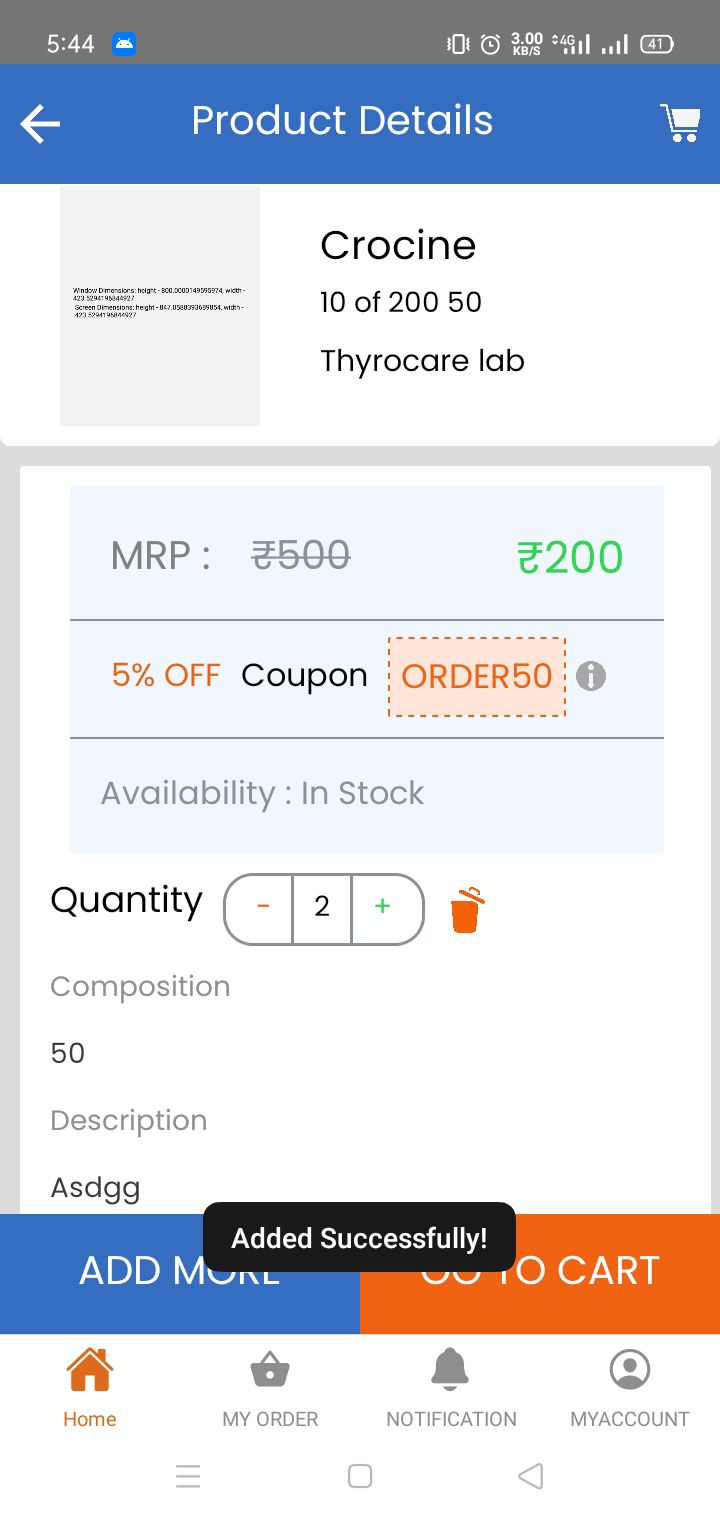 5:44
3.00
KB/S
4G
41
Product Details
Window Dimensions: height - 800.0000149595974, width -
423.5294196844927
Screen Dimensions: height - 847.0588393689854, width -
423.5294196844927
Crocine
10 of 200 50
Thyrocare lab
MRP : ₹500 ₹200
5% OFF Coupon ORDER50
Availability : In Stock
Quantity - 2 +
Composition
50
Description
Asdgg
Added Successfully!
ADD MORE
GO TO CART
Home
MY ORDER
NOTIFICATION
MYACCOUNT